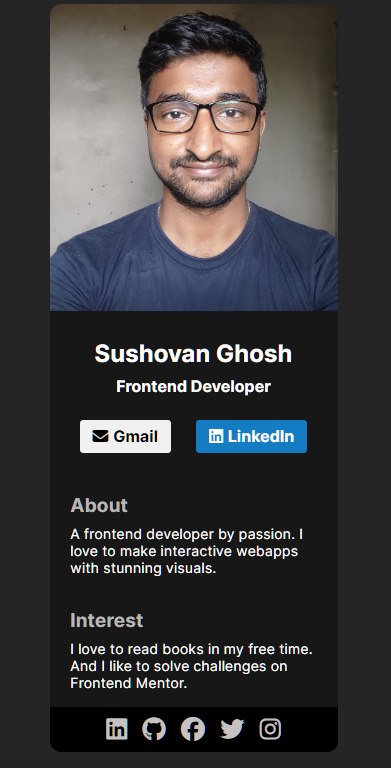 Sushovan Ghosh
Frontend Developer
Gmail
LinkedIn
About
A frontend developer by passion. I
love to make interactive webapps
with stunning visuals.
Interest
I love to read books in my free time.
And I like to solve challenges on
Frontend Mentor.